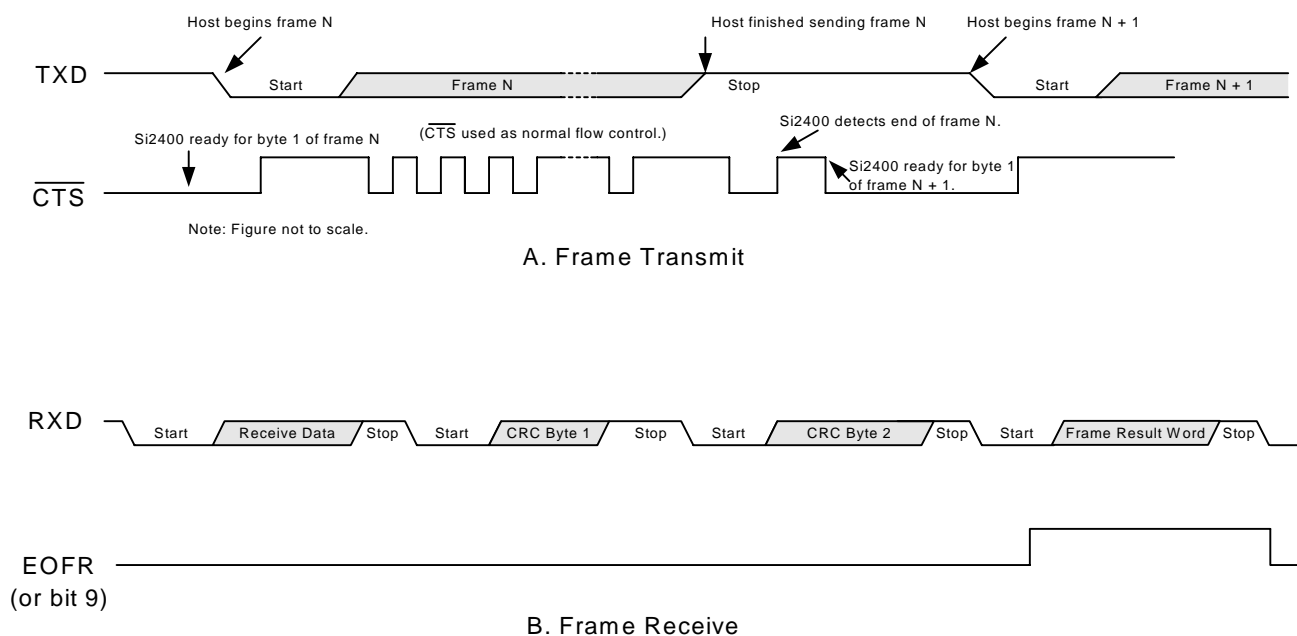 Host begins frame N
Host finished sending frame N
Host begins frame N + 1
TXD
Start
Frame N
Stop
Start
Frame N + 1
Si2400 ready for byte 1 of frame N
(CTS used as normal flow control.)
Si2400 detects end of frame N.
Si2400 ready for byte 1
of frame N + 1.
CTS
Note: Figure not to scale.
A. Frame Transmit
RXD
Start
Receive Data
Stop
Start
CRC Byte 1
Stop
Start
CRC Byte 2
Stop
Start
Frame Result Word
Stop
EOFR
(or bit 9)
B. Frame Receive